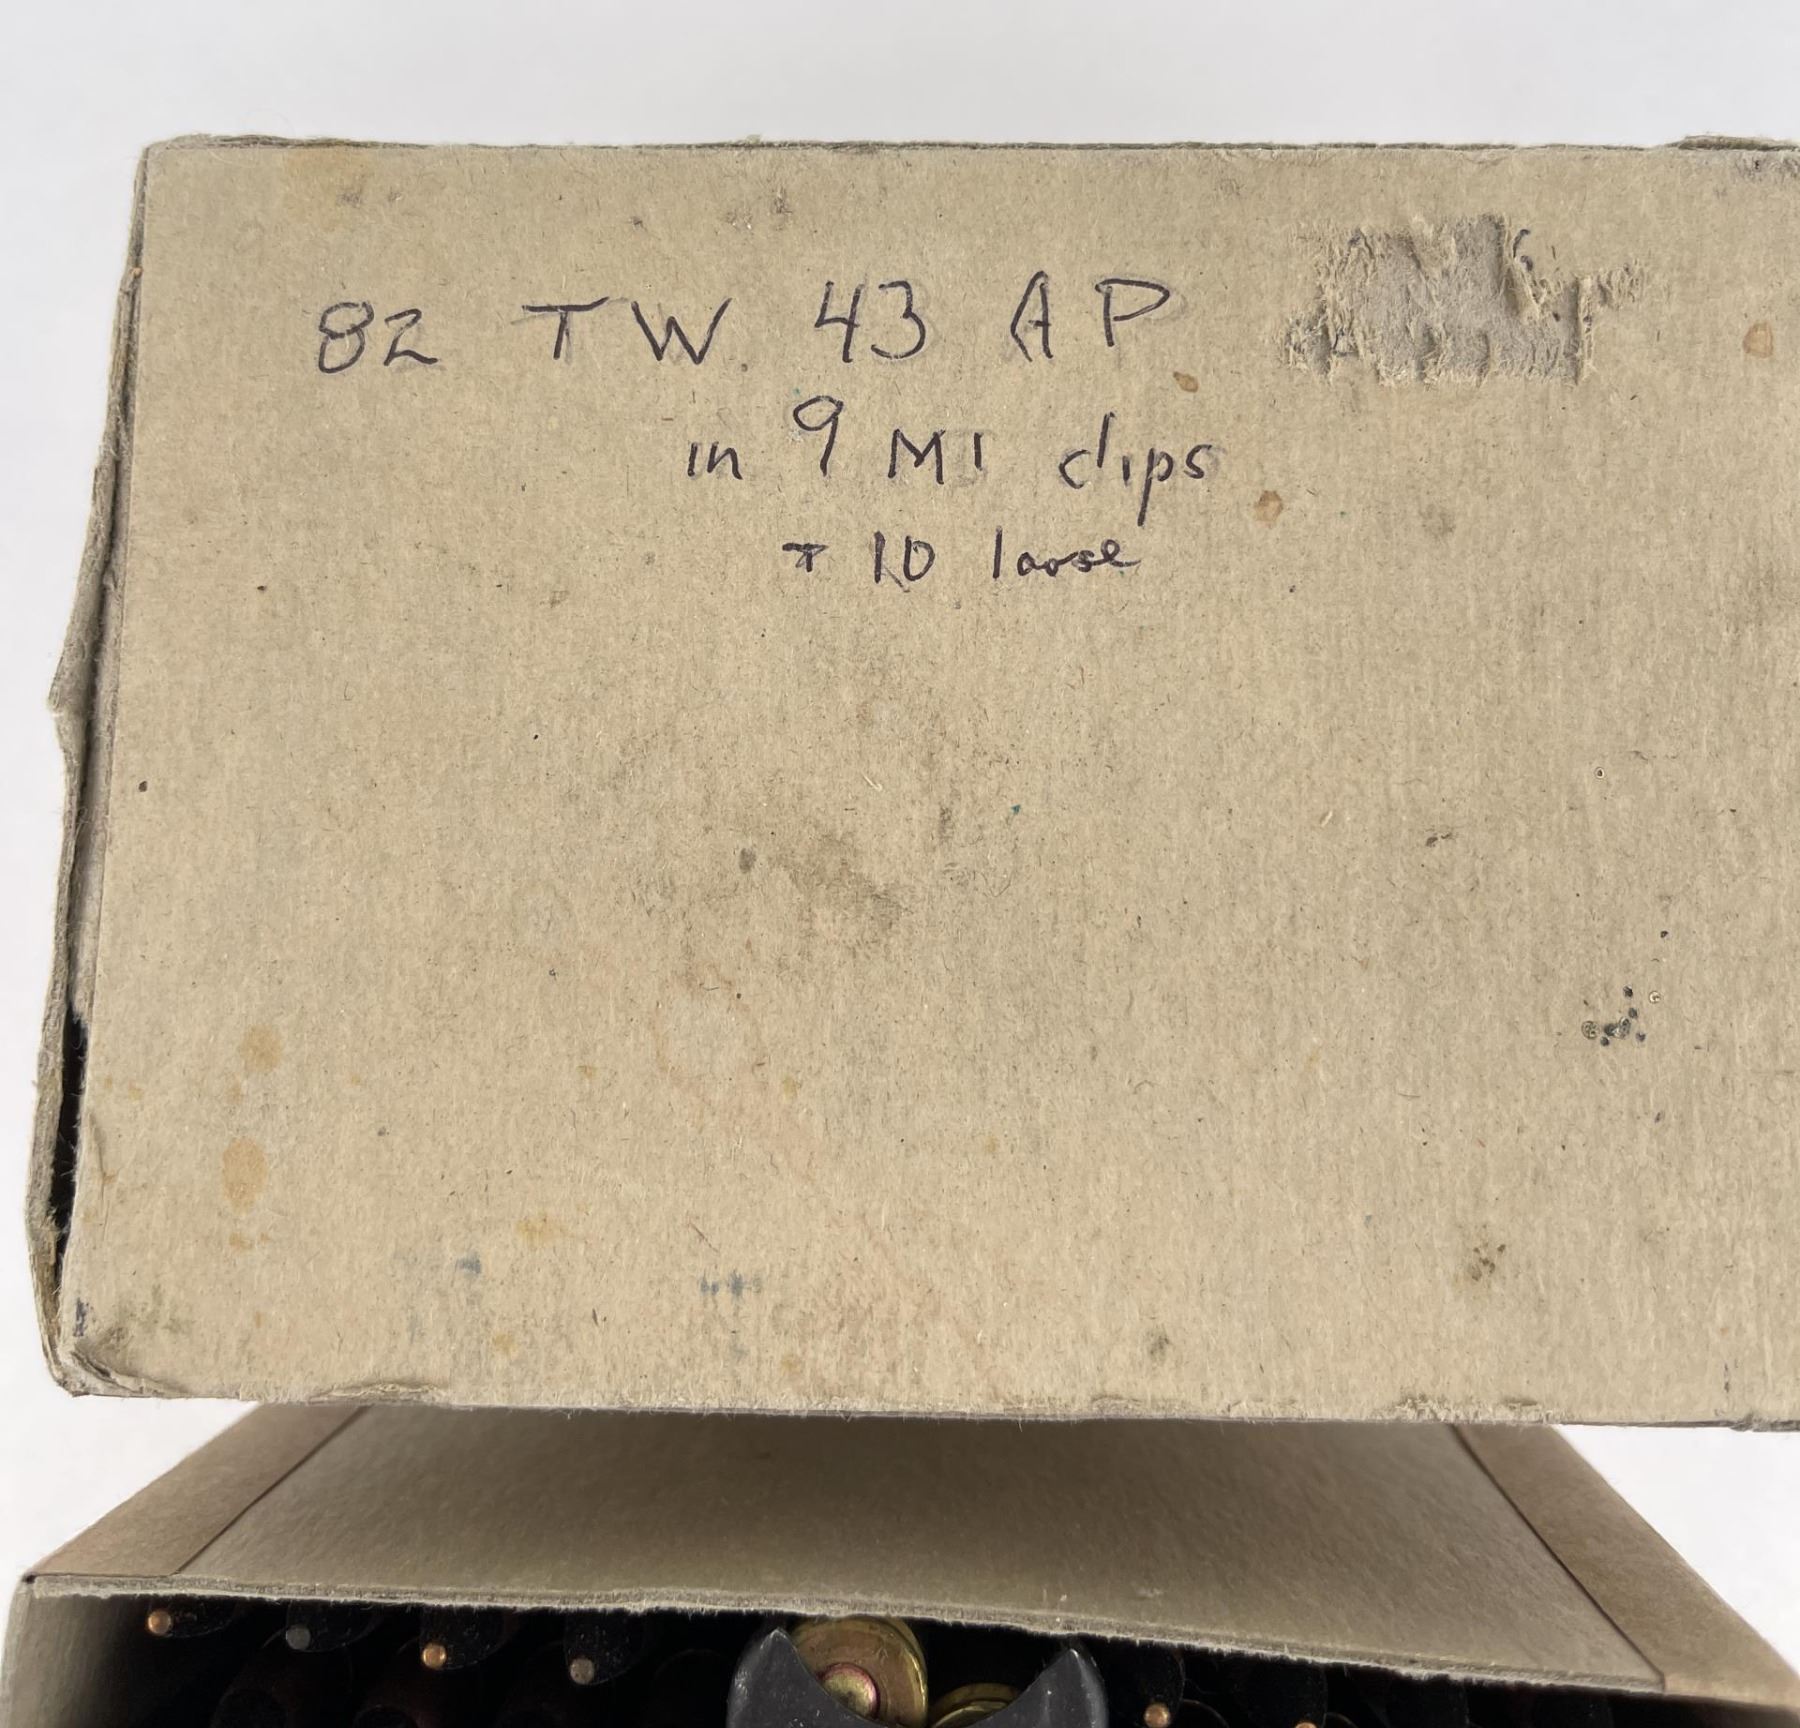 82 TW 43 AP
in 9 M1 clips
+ 10 loose